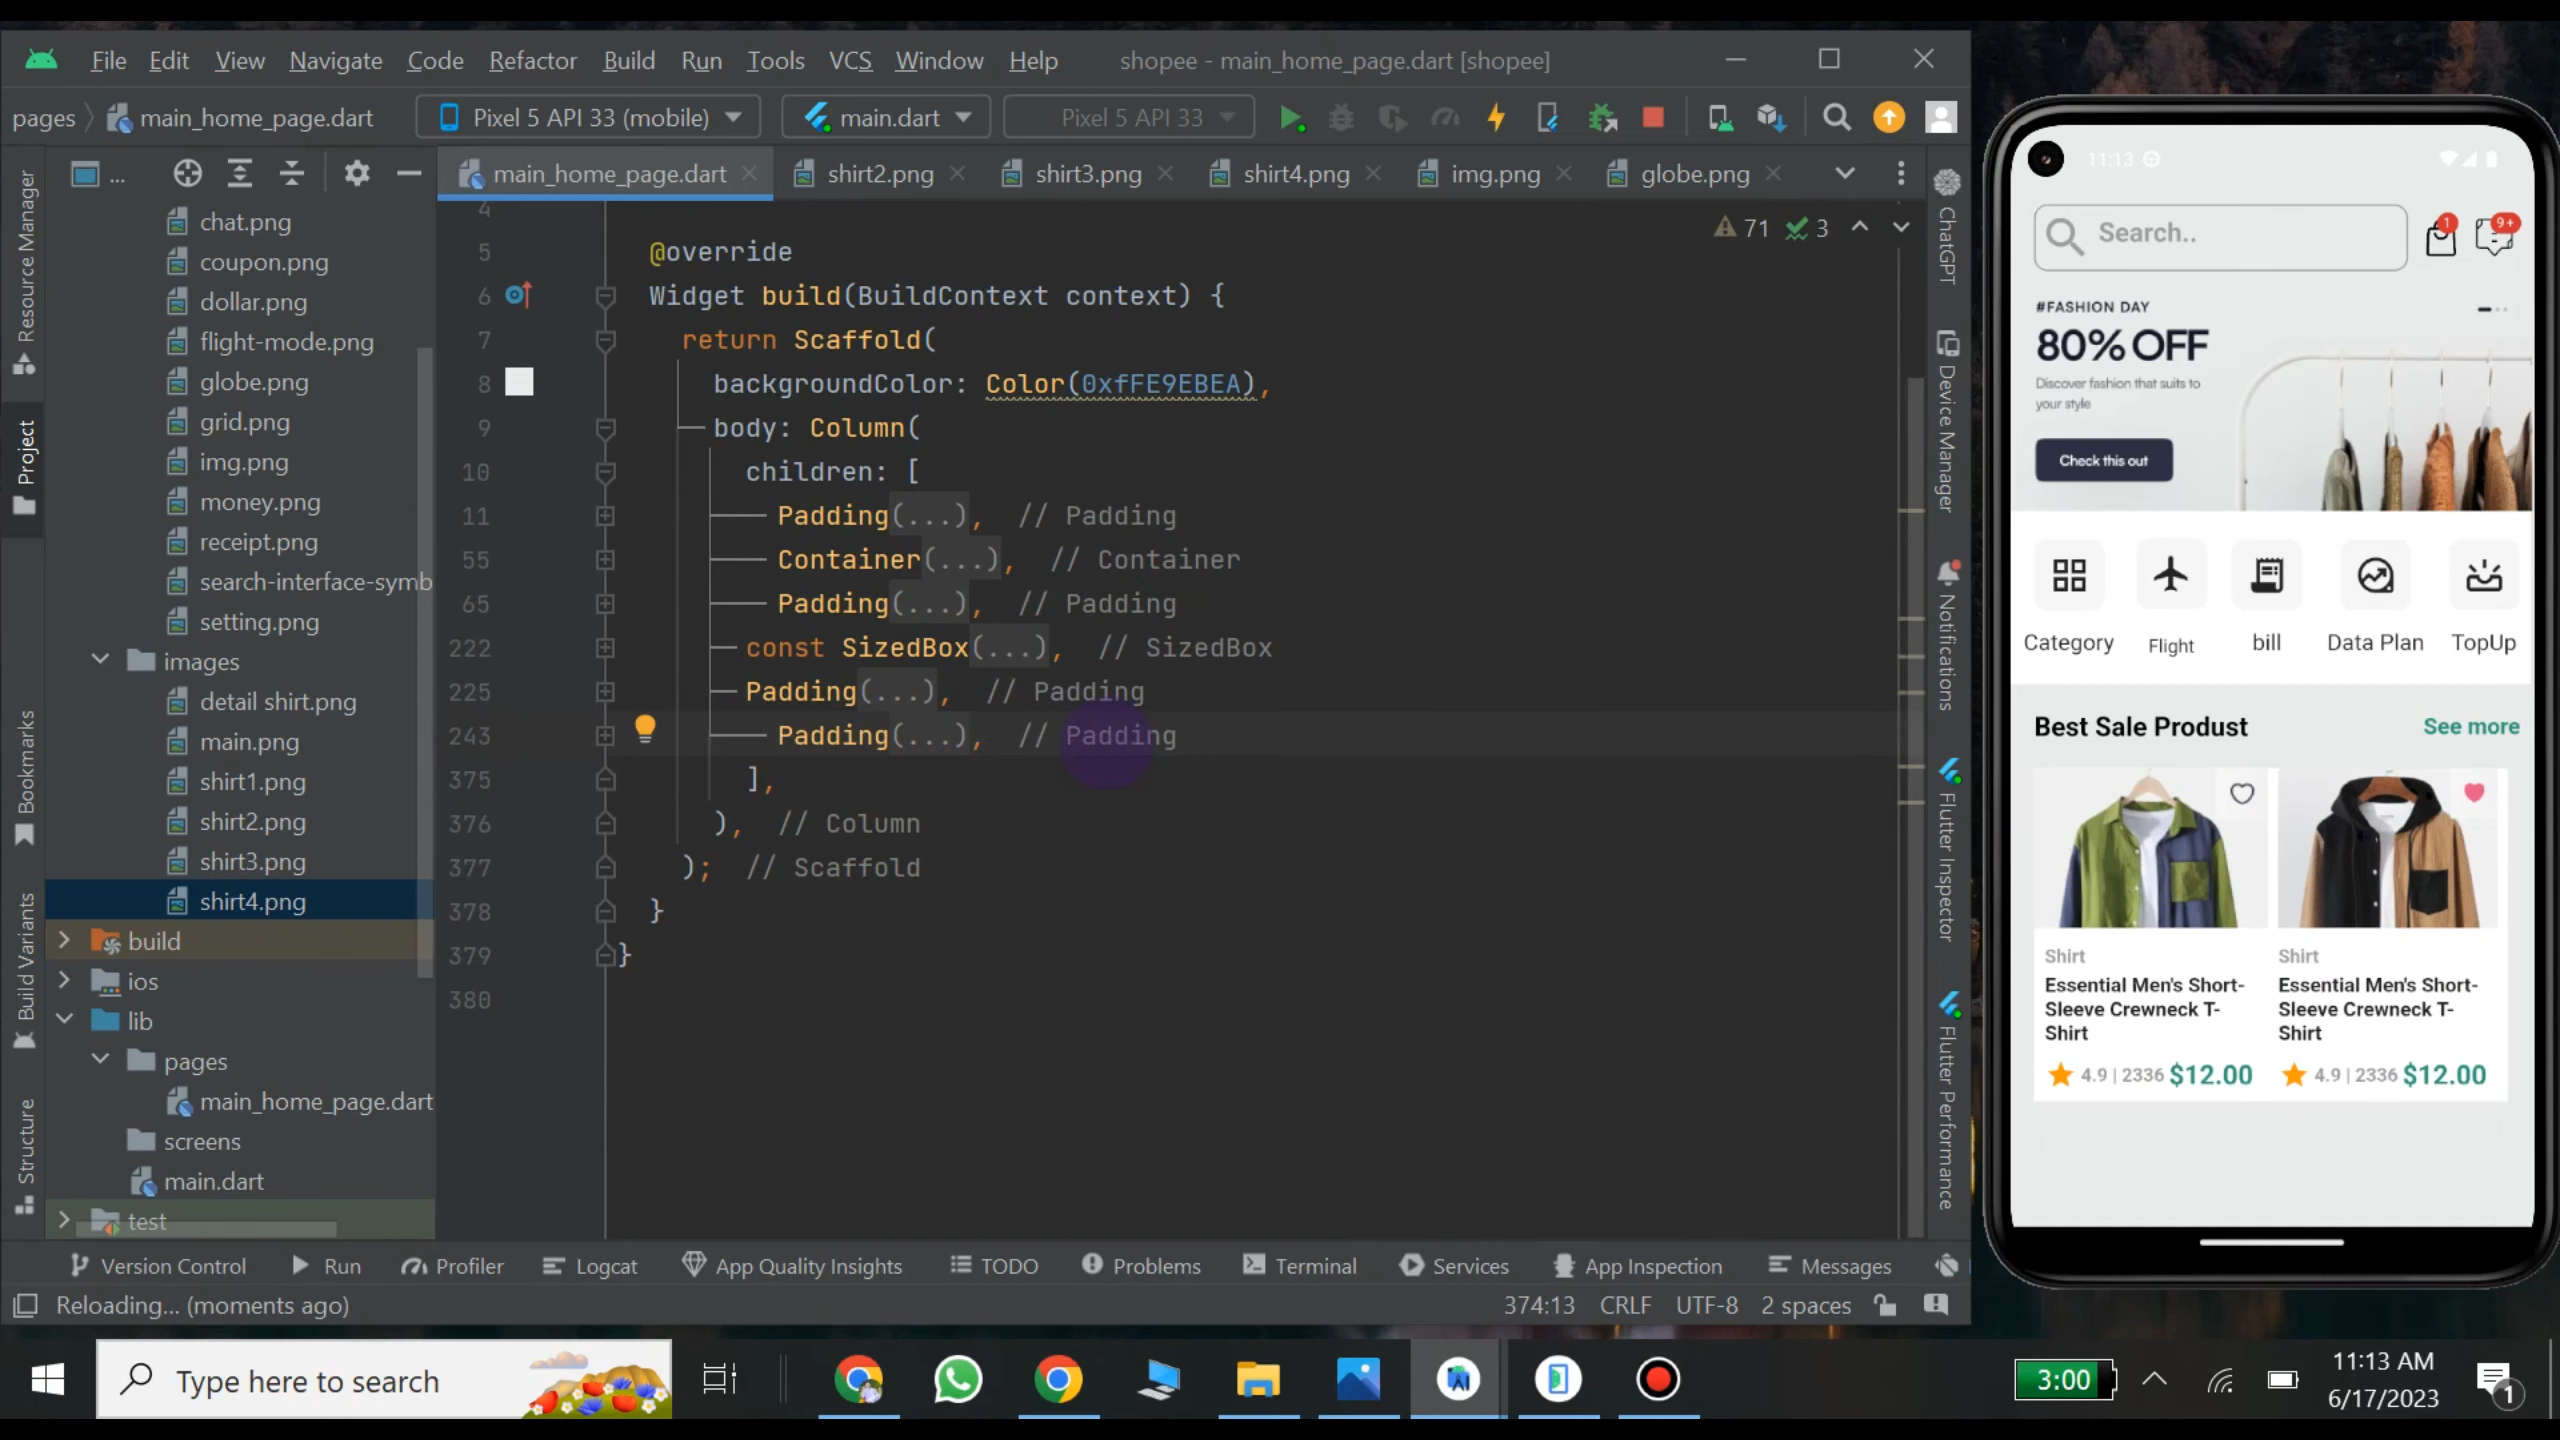 File Edit View Navigate Code Refactor Build Run Tools VCS Window Help shopee - main_home_page.dart [shopee]
pages main_home_page.dart Pixel 5 API 33 (mobile) main.dart Pixel 5 API 33
... main_home_page.dart shirt2.png shirt3.png shirt4.png img.png globe.png
Resource Manager
Project
Bookmarks
Build Variants
Structure
chat.png
coupon.png
dollar.png
flight-mode.png
globe.png
grid.png
img.png
money.png
receipt.png
search-interface-symb
setting.png
images
detail shirt.png
main.png
shirt1.png
shirt2.png
shirt3.png
shirt4.png
build
ios
lib
pages
main_home_page.dart
screens
main.dart
test
71 3
4
5 @override
6 Widget build(BuildContext context) {
7 return Scaffold(
8 backgroundColor: Color(0xfFE9EBEA),
9 body: Column(
10 children: [
11 Padding(...), // Padding
55 Container(...), // Container
65 Padding(...), // Padding
222 const SizedBox(...), // SizedBox
225 Padding(...), // Padding
243 Padding(...), // Padding
375 ],
376 ), // Column
377 ); // Scaffold
378 }
379 }
380
ChatGPT
Device Manager
Notifications
Flutter Inspector
Flutter Performance
Version Control Run Profiler Logcat App Quality Insights TODO Problems Terminal Services App Inspection Messages
Reloading... (moments ago) 374:13 CRLF UTF-8 2 spaces
11:13
Search..
1
9+
#FASHION DAY
80% OFF
Discover fashion that suits to
your style
Check this out
Category Flight bill Data Plan TopUp
Best Sale Produst See more
Shirt
Essential Men's Short-
Sleeve Crewneck T-
Shirt
4.9 | 2336 $12.00
Shirt
Essential Men's Short-
Sleeve Crewneck T-
Shirt
4.9 | 2336 $12.00
Type here to search
3:00
11:13 AM
6/17/2023
1